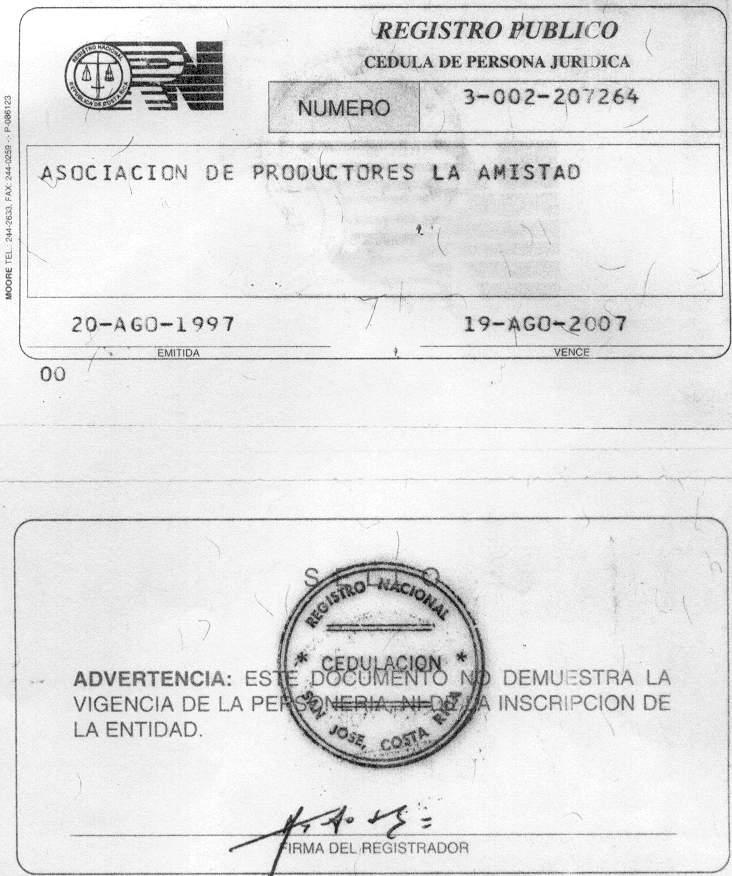 REGISTRO PUBLICO
CEDULA DE PERSONA JURIDICA
REGISTRO NACIONAL
REPUBLICA DE COSTA RICA
RN
NUMERO 3-002-207264
ASOCIACION DE PRODUCTORES LA AMISTAD
20-AGO-1997 19-AGO-2007
EMITIDA VENCE
00
MOORE TEL.: 244-2633, FAX: 244-0259 -:- P-086123
SELLO
REGISTRO NACIONAL
CEDULACION
SAN JOSE, COSTA RICA
ADVERTENCIA: ESTE DOCUMENTO NO DEMUESTRA LA
VIGENCIA DE LA PERSONERIA, NI DE LA INSCRIPCION DE
LA ENTIDAD.
FIRMA DEL REGISTRADOR